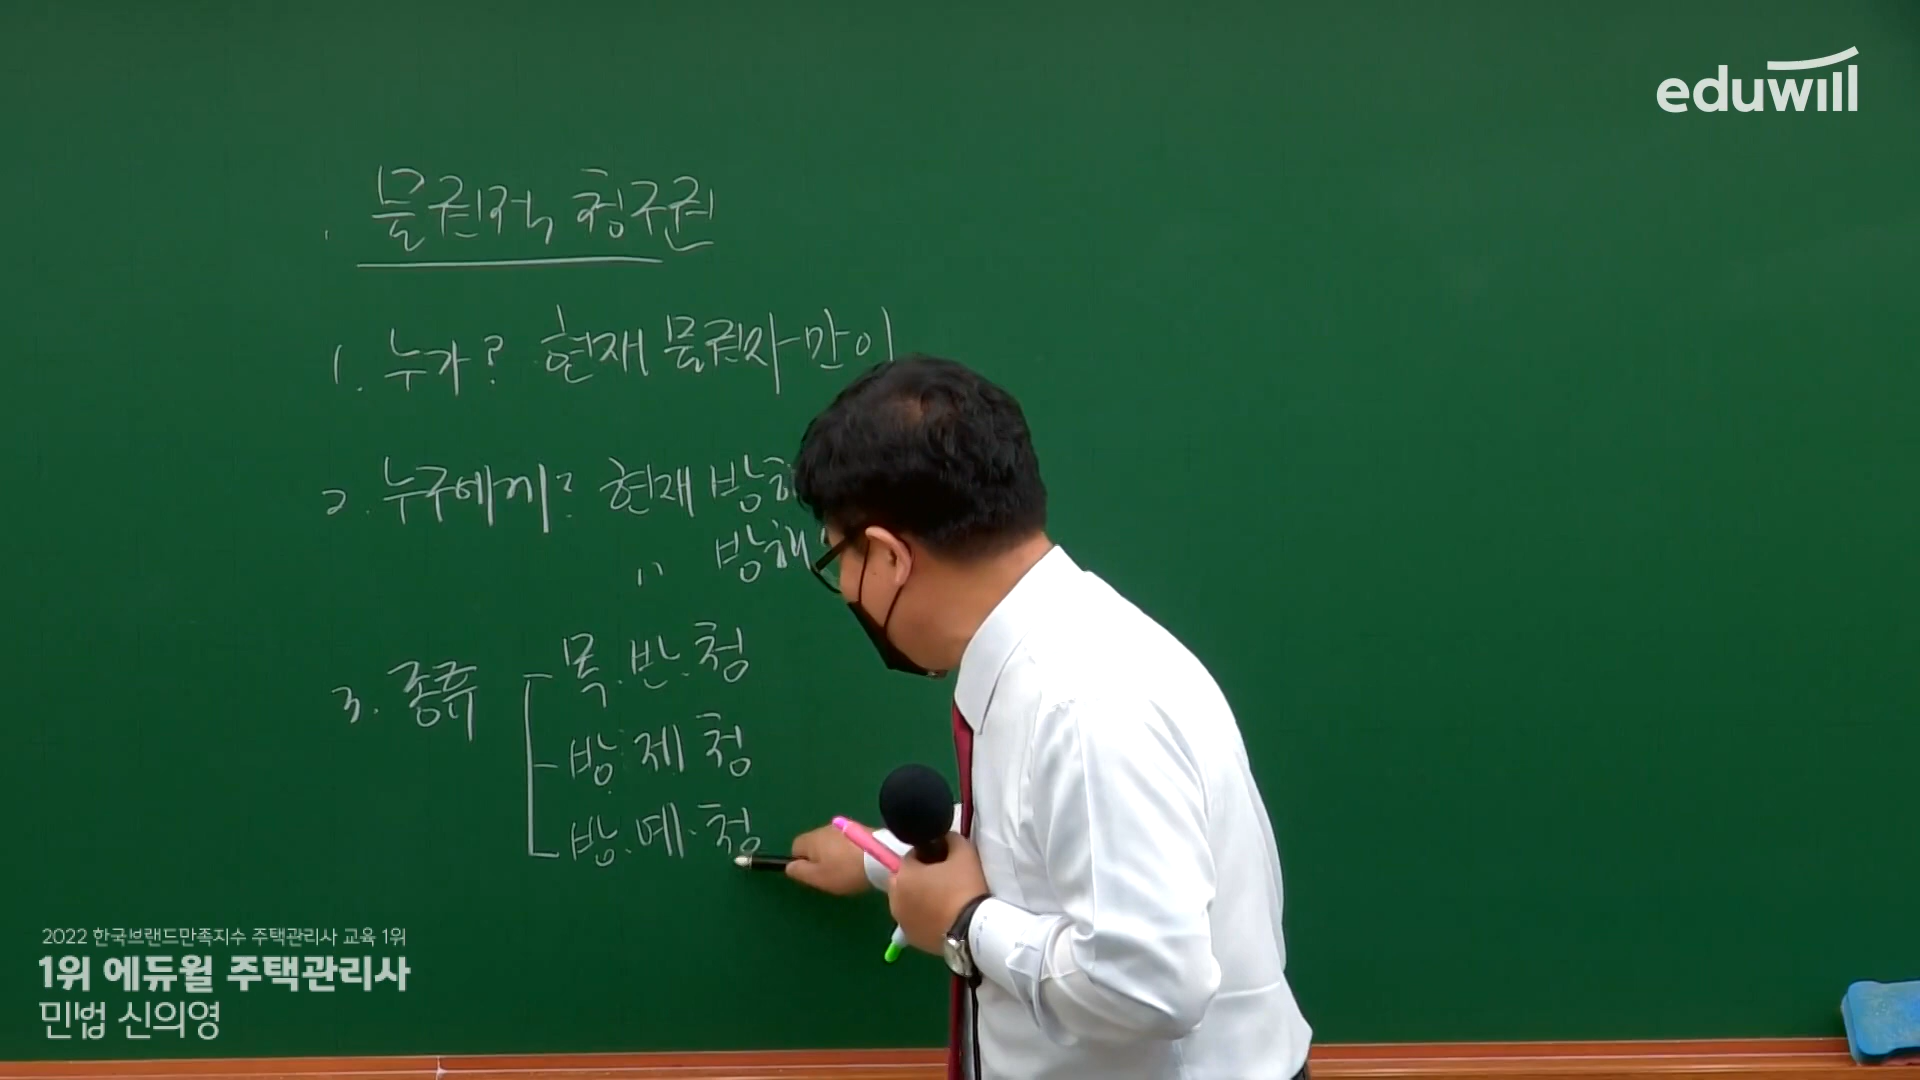 eduwill
물권적 청구권
1. 누가? 현재 물권자만이
2. 누구에게? 현재 방해
〃 방해
3. 종류
목.반.청
방.제.청
방.예.청
2022 한국브랜드만족지수 주택관리사 교육 1위
1위 에듀윌 주택관리사
민법 신의영